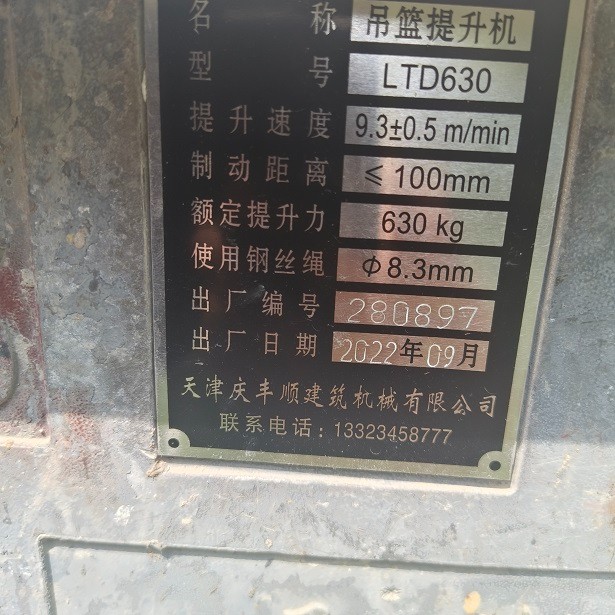 名称 吊篮提升机
型号 LTD630
提升速度 9.3±0.5 m/min
制动距离 ≤ 100mm
额定提升力 630 kg
使用钢丝绳 Φ8.3mm
出厂编号 280897
出厂日期 2022年09月
天津庆丰顺建筑机械有限公司
联系电话：13323458777